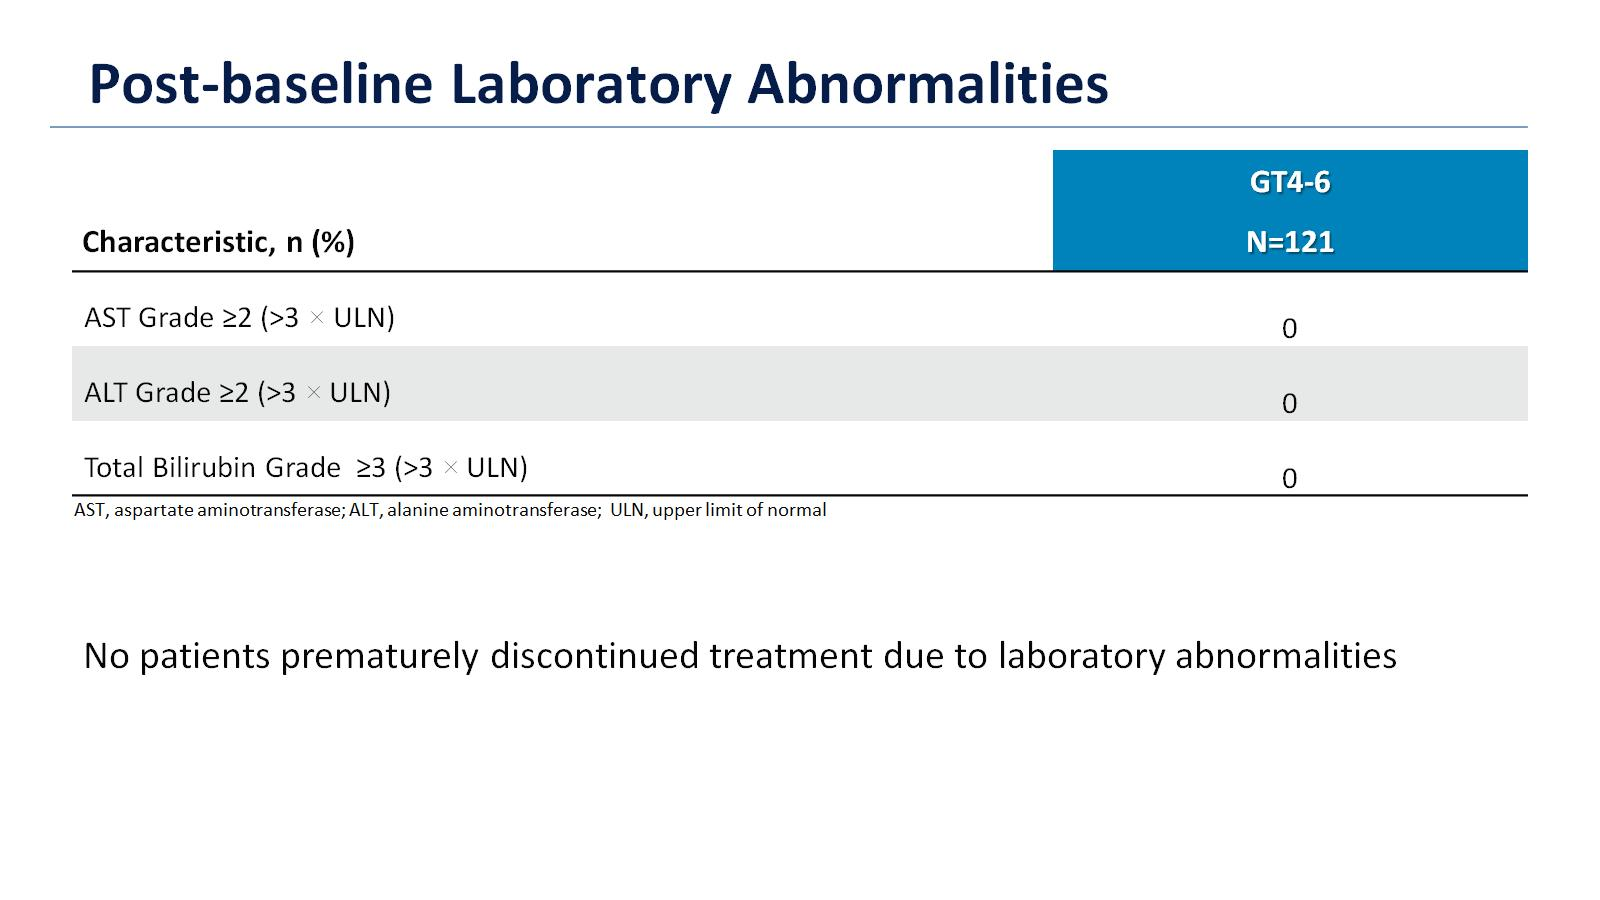 Post-baseline Laboratory Abnormalities
GT4-6
Characteristic, n (%) N=121
AST Grade ≥2 (>3 × ULN) 0
ALT Grade ≥2 (>3 × ULN) 0
Total Bilirubin Grade ≥3 (>3 × ULN) 0
AST, aspartate aminotransferase; ALT, alanine aminotransferase; ULN, upper limit of normal
No patients prematurely discontinued treatment due to laboratory abnormalities